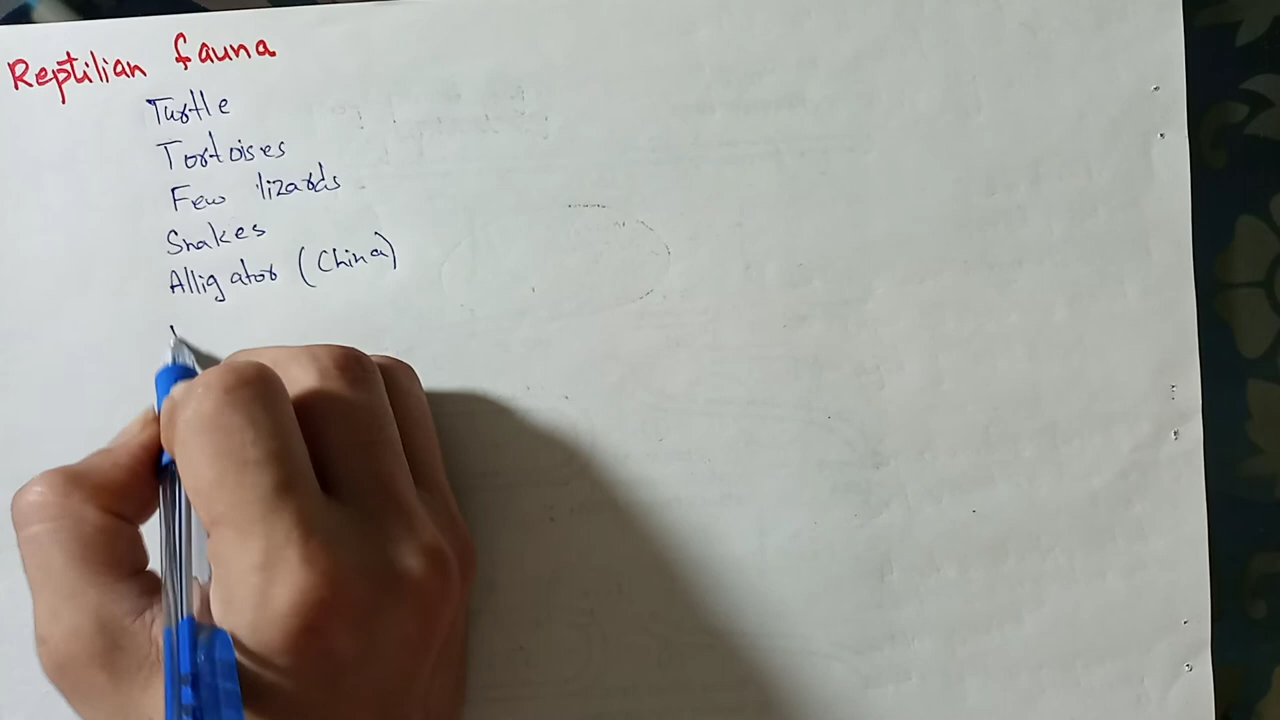 Reptilian fauna
Turtle
Tortoises
Few lizards
Snakes
Alligator (China)